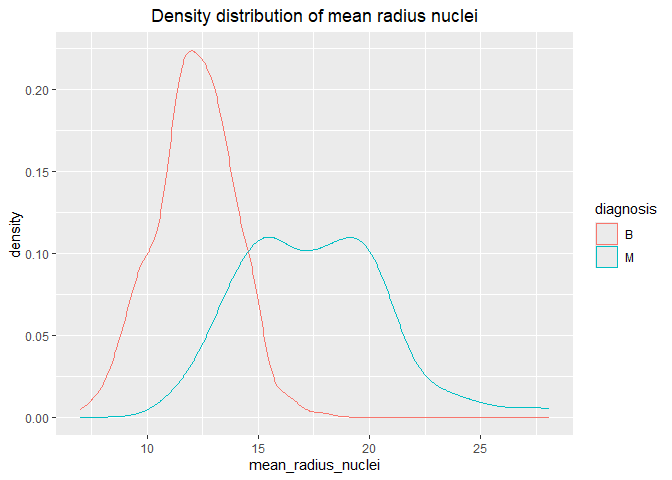 Density distribution of mean radius nuclei
density
0.20
0.15
0.10
0.05
0.00
10 15 20 25
mean_radius_nuclei
diagnosis
B
M